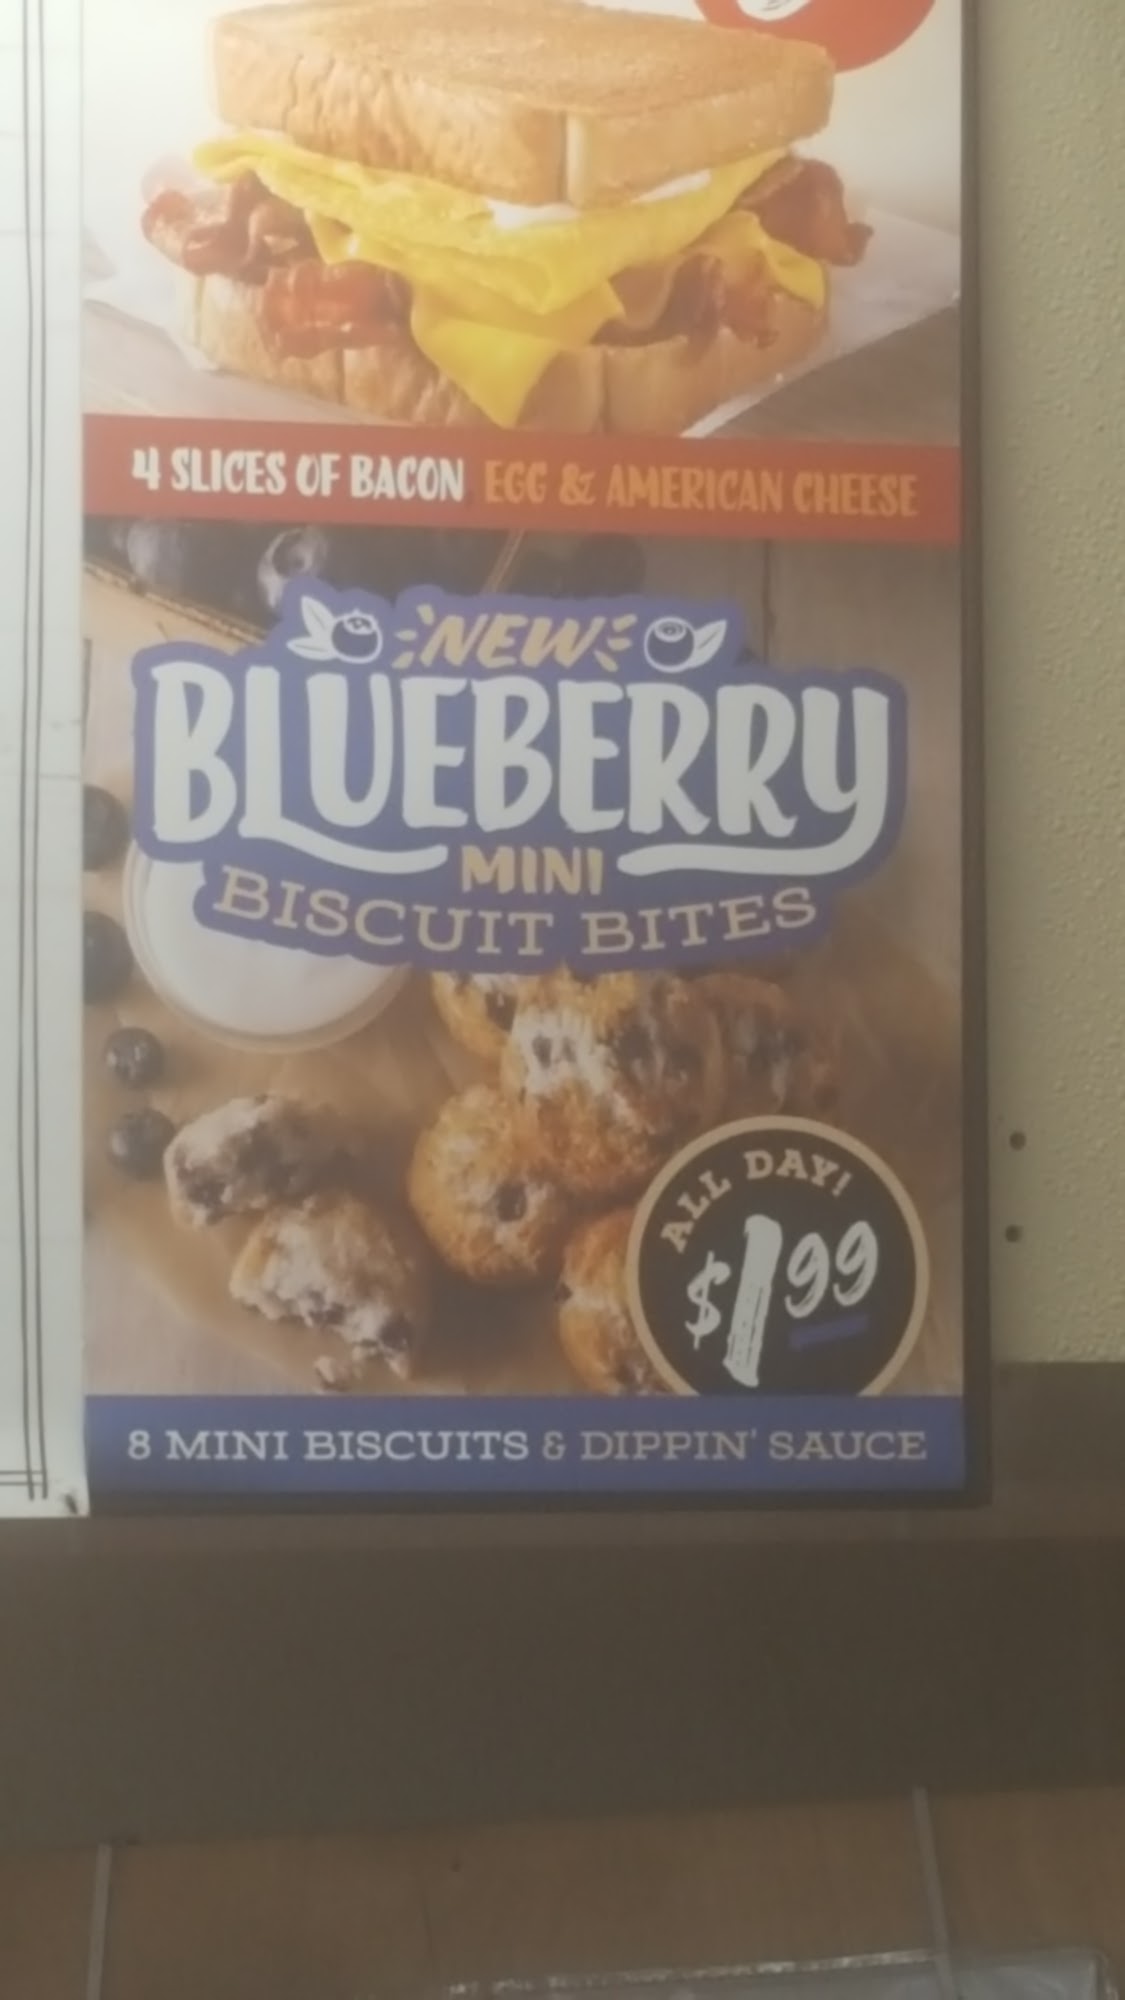 4 SLICES OF BACON EGG & AMERICAN CHEESE
NEW
BLUEBERRY
MINI
BISCUIT BITES
ALL DAY!
$1.99
8 MINI BISCUITS & DIPPIN' SAUCE